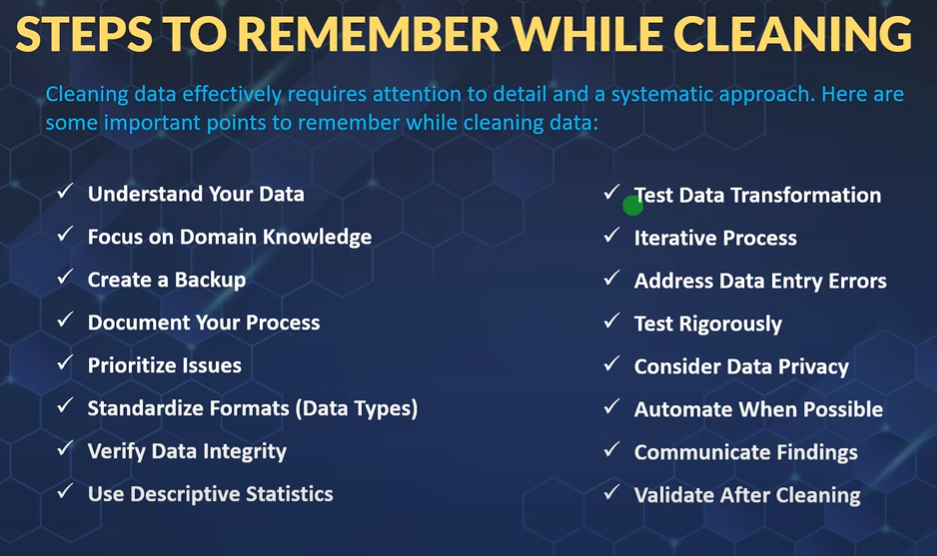 STEPS TO REMEMBER WHILE CLEANING
Cleaning data effectively requires attention to detail and a systematic approach. Here are
some important points to remember while cleaning data:
✓ Understand Your Data
✓ Focus on Domain Knowledge
✓ Create a Backup
✓ Document Your Process
✓ Prioritize Issues
✓ Standardize Formats (Data Types)
✓ Verify Data Integrity
✓ Use Descriptive Statistics
✓ Test Data Transformation
✓ Iterative Process
✓ Address Data Entry Errors
✓ Test Rigorously
✓ Consider Data Privacy
✓ Automate When Possible
✓ Communicate Findings
✓ Validate After Cleaning